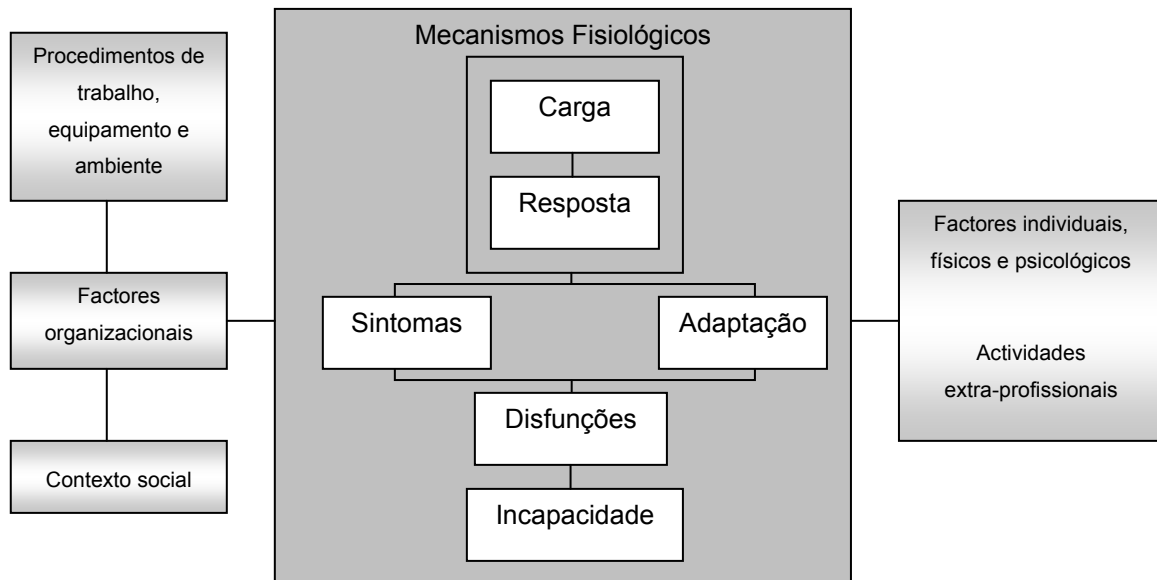 Procedimentos de
trabalho,
equipamento e
ambiente
Factores
organizacionais
Contexto social
Mecanismos Fisiológicos
Carga
Resposta
Sintomas
Adaptação
Disfunções
Incapacidade
Factores individuais,
físicos e psicológicos
Actividades
extra-profissionais